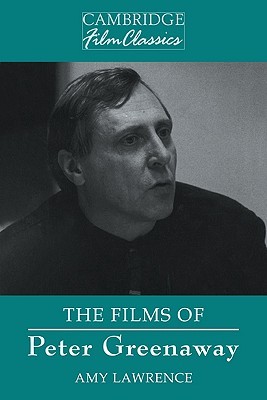 CAMBRIDGE
Film Classics
THE FILMS OF
Peter Greenaway
AMY LAWRENCE